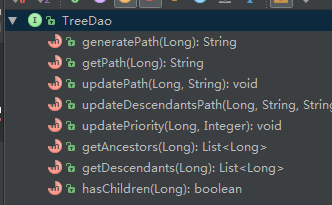 TreeDao
generatePath(Long): String
getPath(Long): String
updatePath(Long, String): void
updateDescendantsPath(Long, String, String
updatePriority(Long, Integer): void
getAncestors(Long): List<Long>
getDescendants(Long): List<Long>
hasChildren(Long): boolean